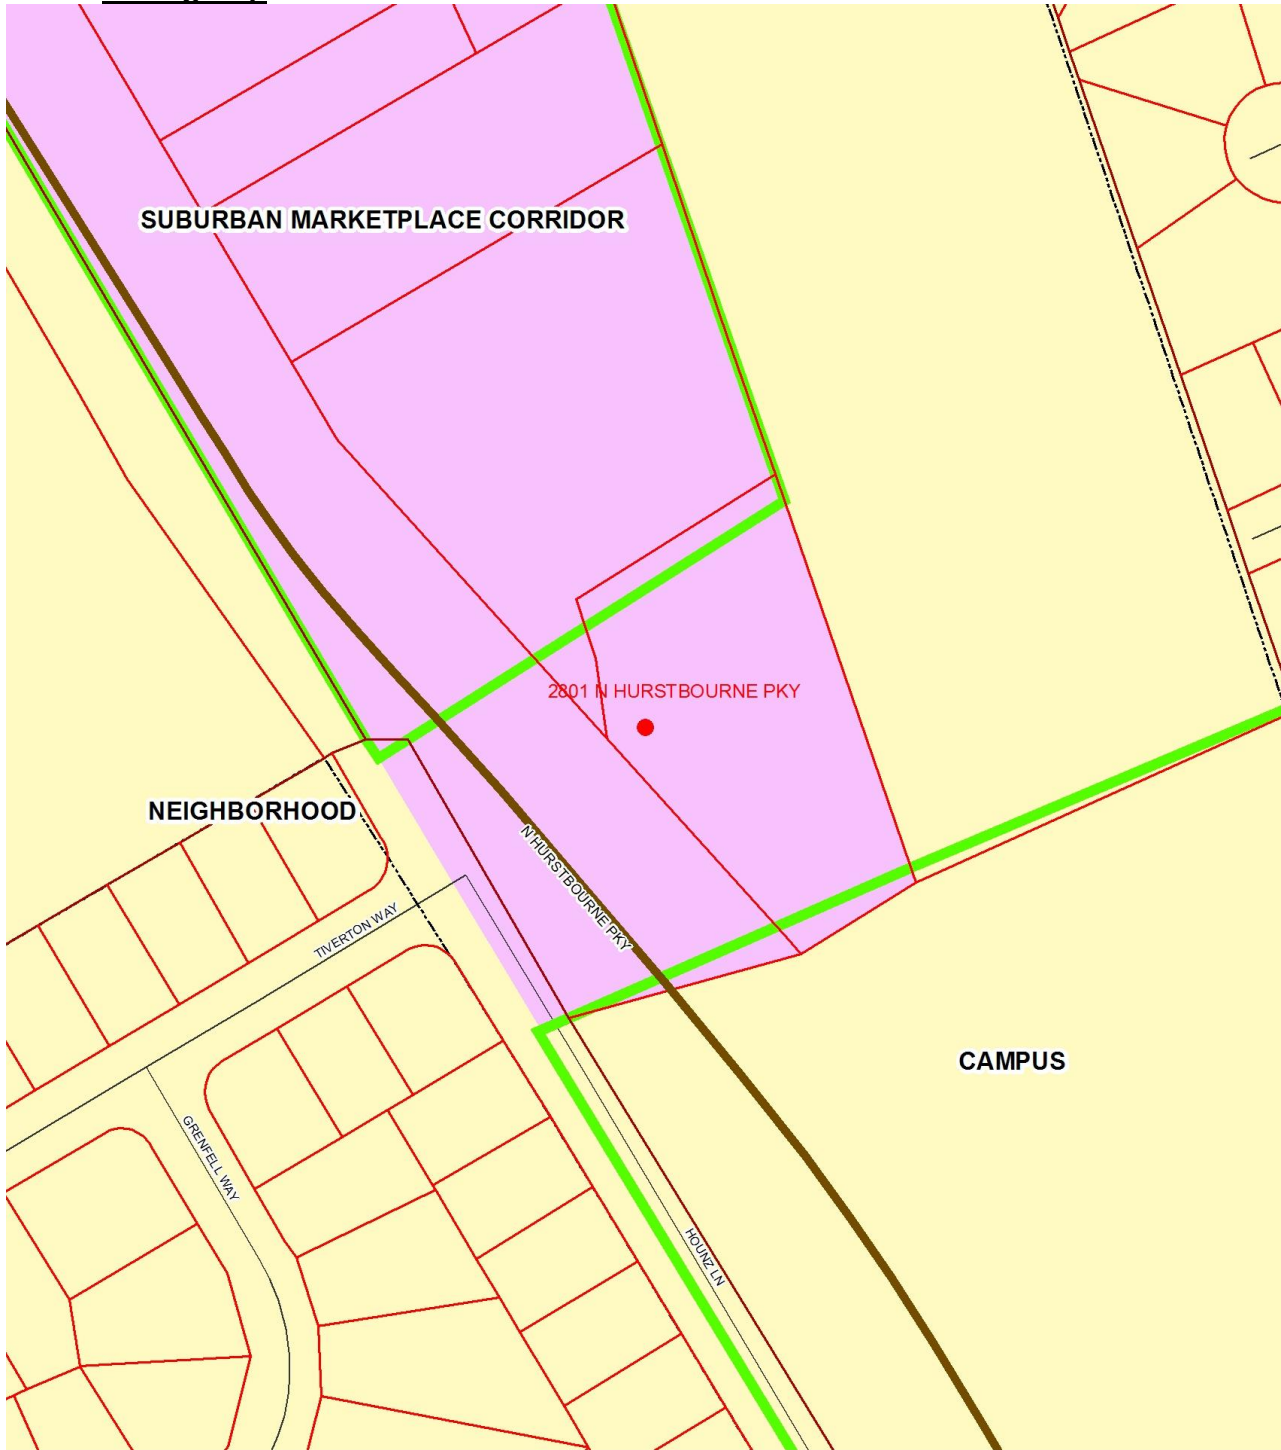 SUBURBAN MARKETPLACE CORRIDOR
2801 N HURSTBOURNE PKY
NEIGHBORHOOD
N HURSTBOURNE PKY
TIVERTON WAY
CAMPUS
GRENFELL WAY
HOUNZ LN